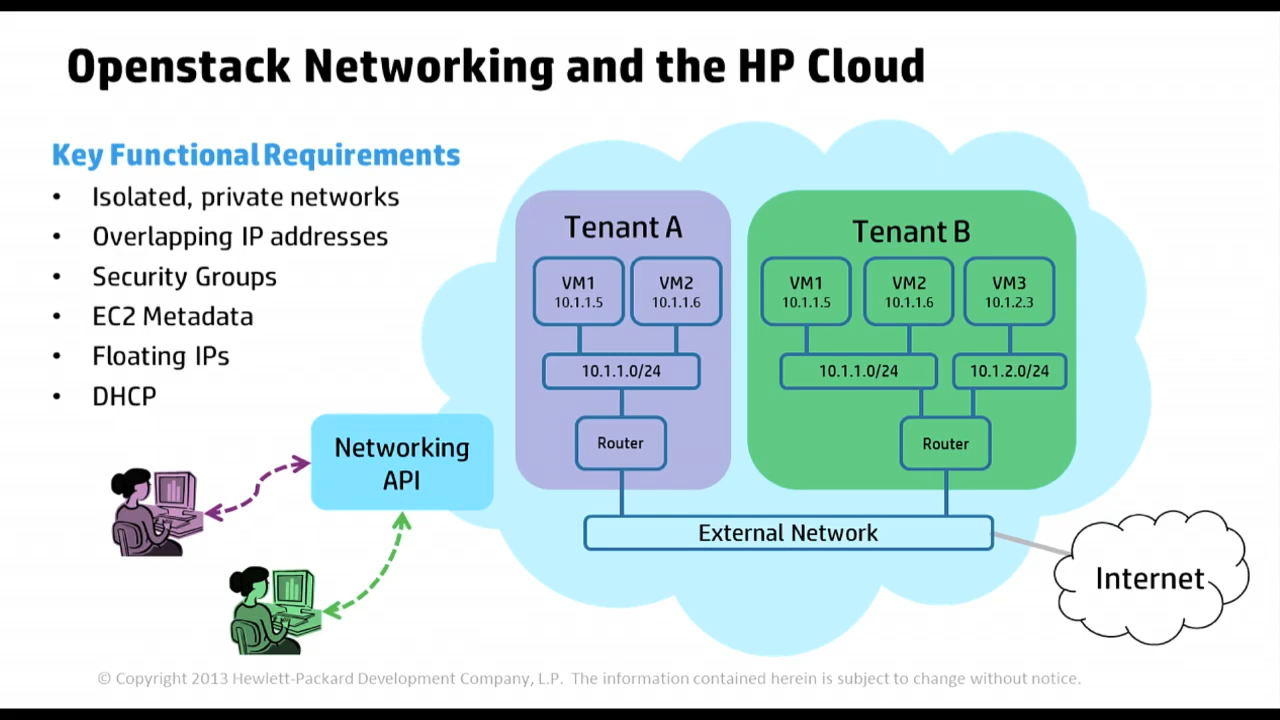 Openstack Networking and the HP Cloud
Key Functional Requirements
• Isolated, private networks
• Overlapping IP addresses
• Security Groups
• EC2 Metadata
• Floating IPs
• DHCP
Networking
API
Tenant A
VM1
10.1.1.5
VM2
10.1.1.6
10.1.1.0/24
Router
Tenant B
VM1
10.1.1.5
VM2
10.1.1.6
VM3
10.1.2.3
10.1.1.0/24
10.1.2.0/24
Router
External Network
Internet
© Copyright 2013 Hewlett-Packard Development Company, L.P. The information contained herein is subject to change without notice.